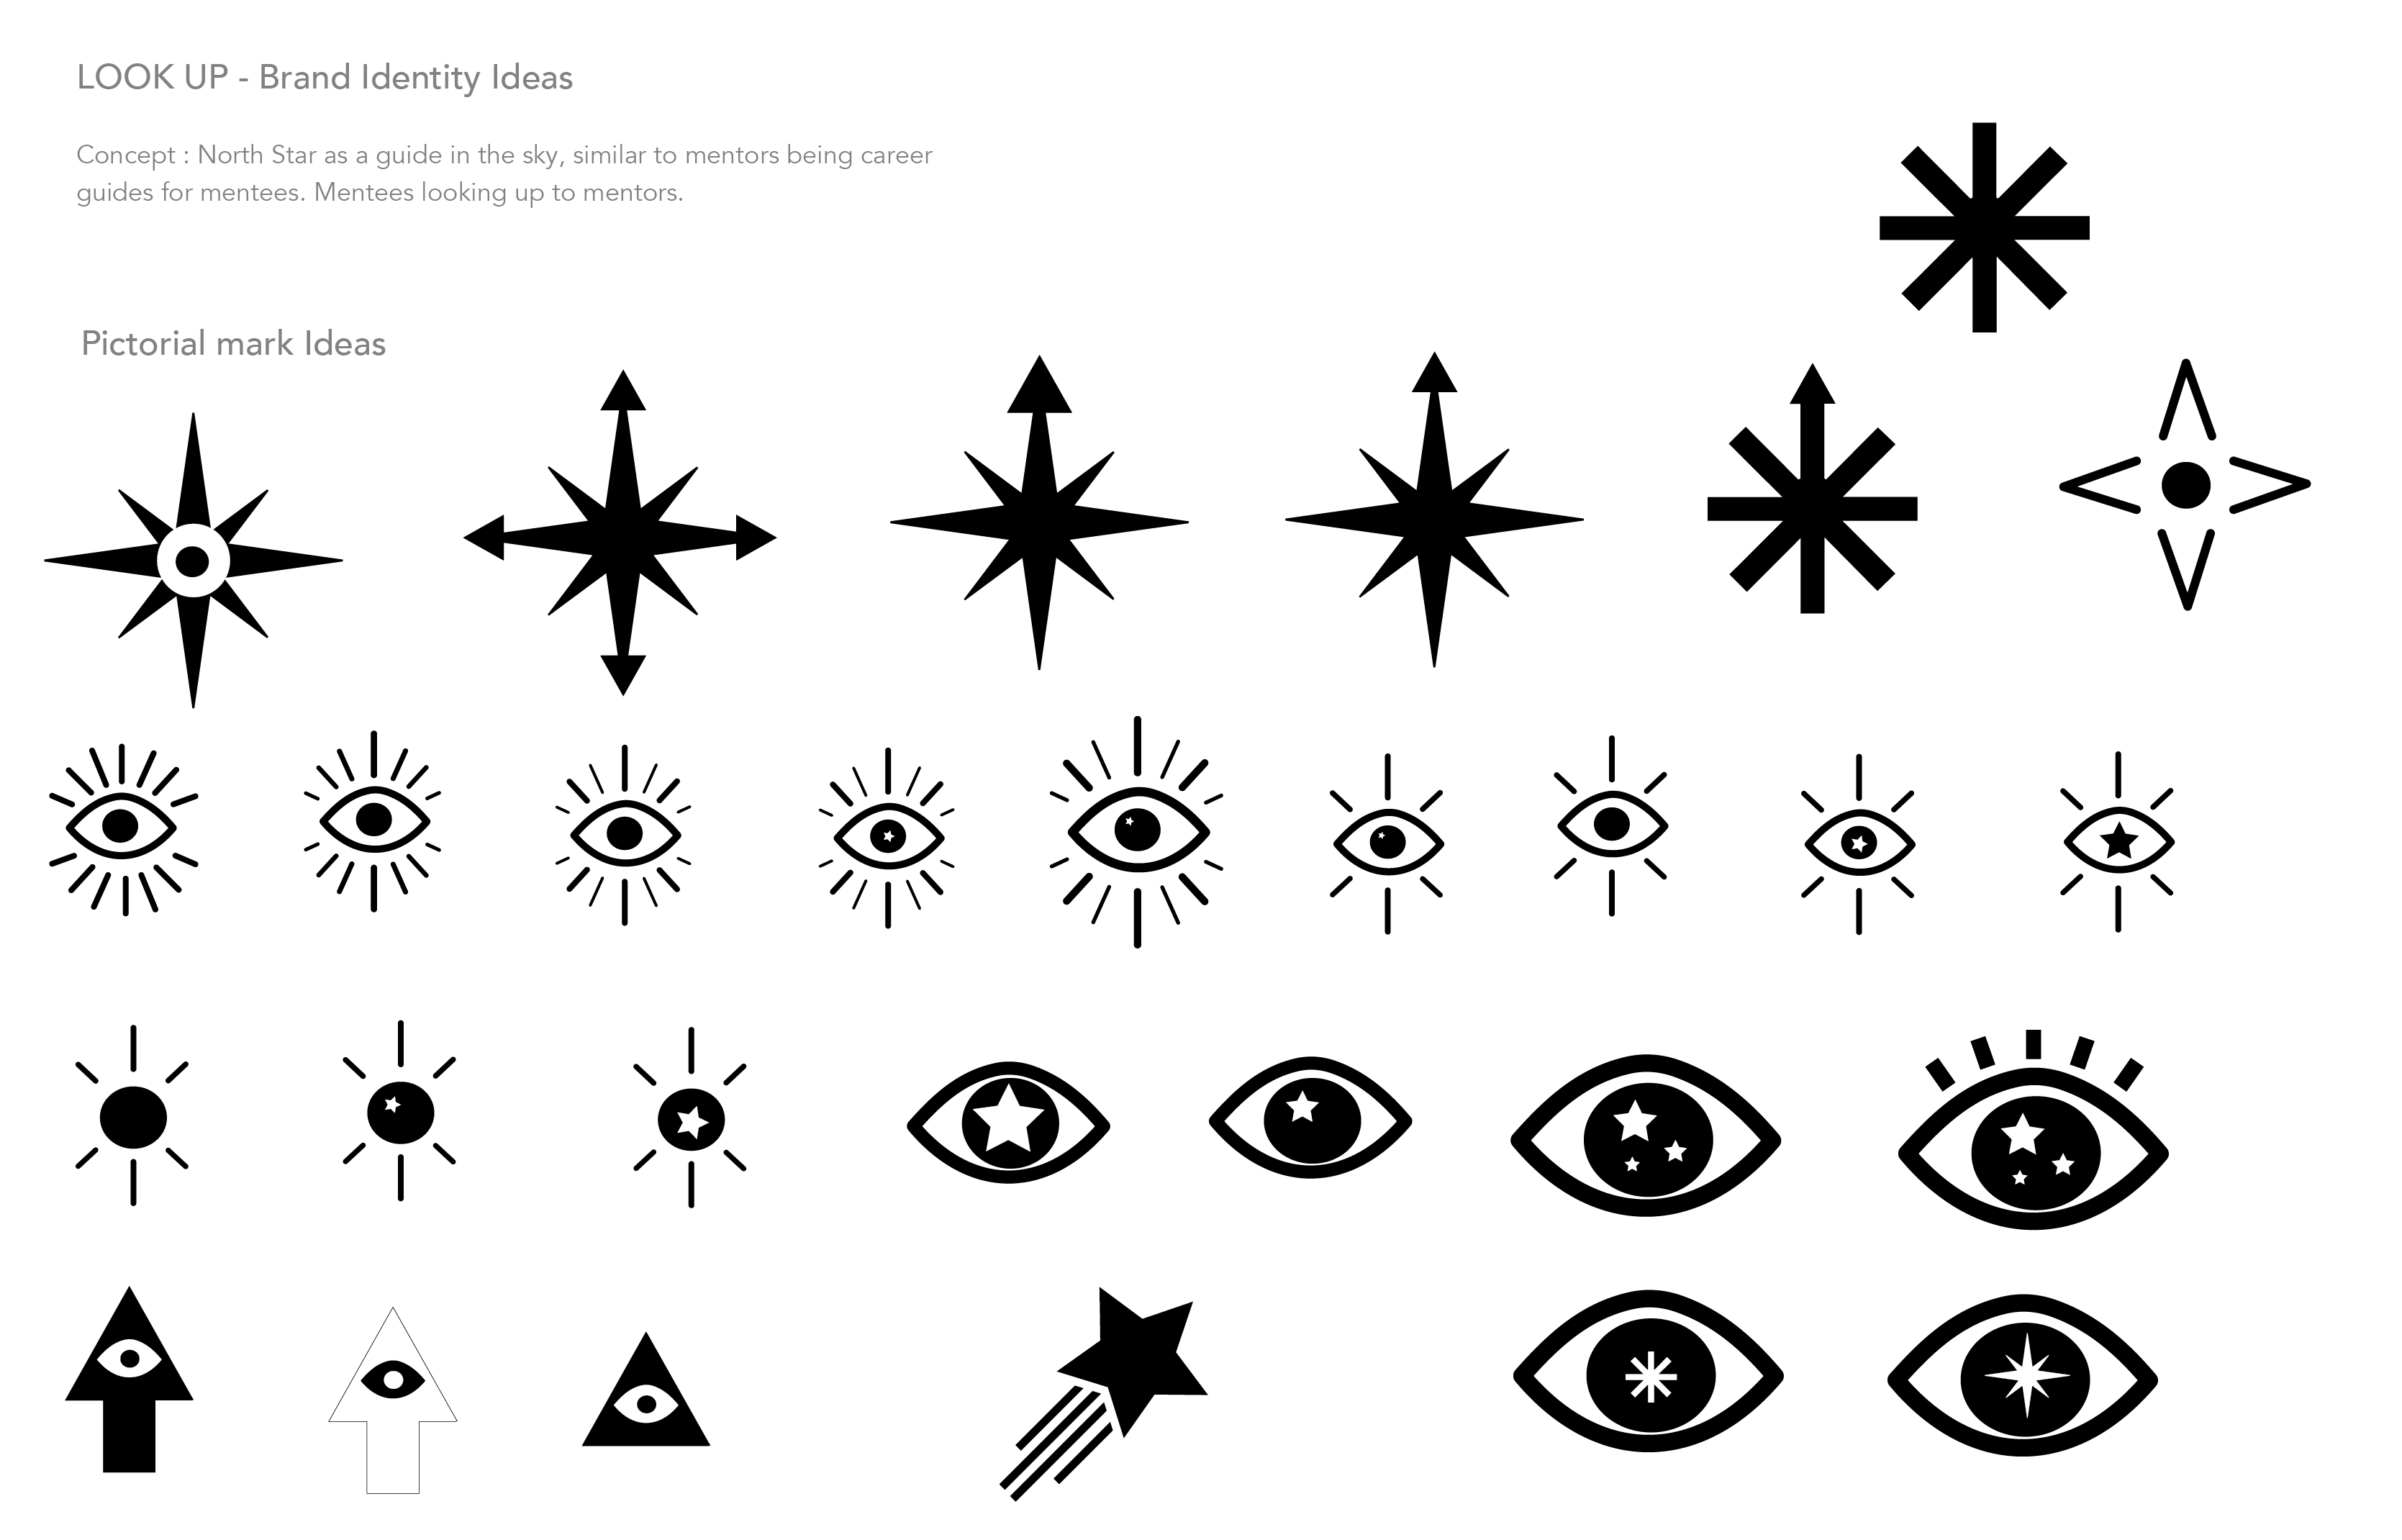 LOOK UP - Brand Identity Ideas
Concept : North Star as a guide in the sky, similar to mentors being career
guides for mentees. Mentees looking up to mentors.
Pictorial mark Ideas